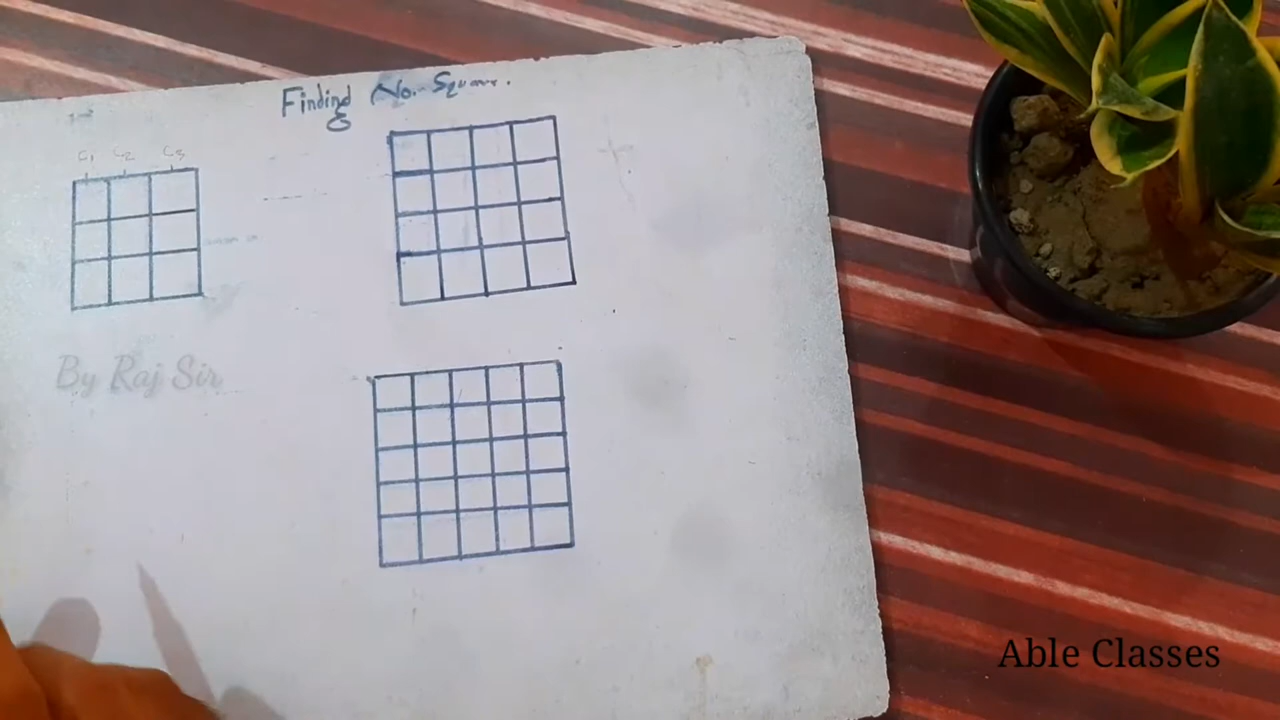 Finding No. Square.
C1 C2 C3
By Raj Sir
Able Classes